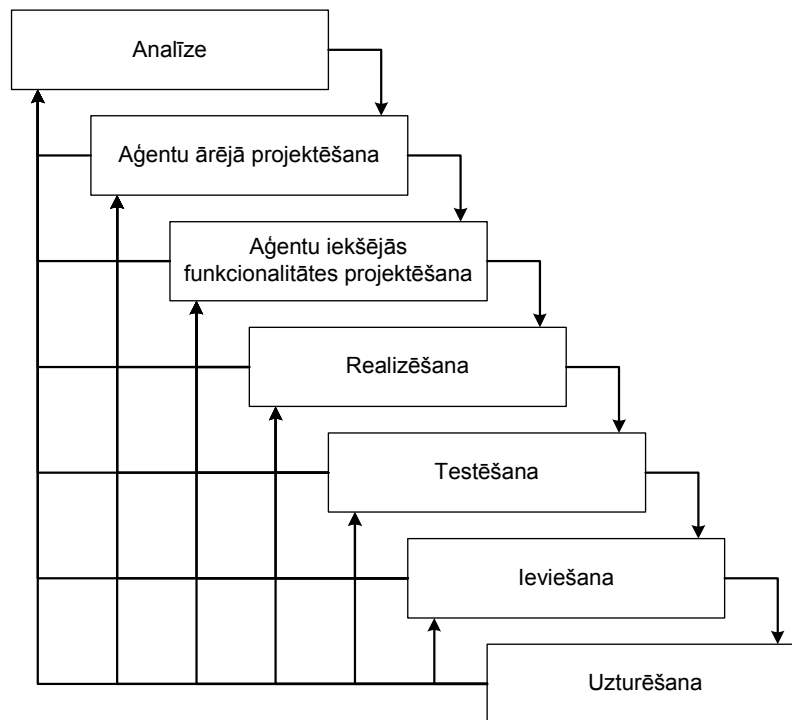 Analīze
Aģentu ārējā projektēšana
Aģentu iekšējās
funkcionalitātes projektēšana
Realizēšana
Testēšana
Ieviešana
Uzturēšana